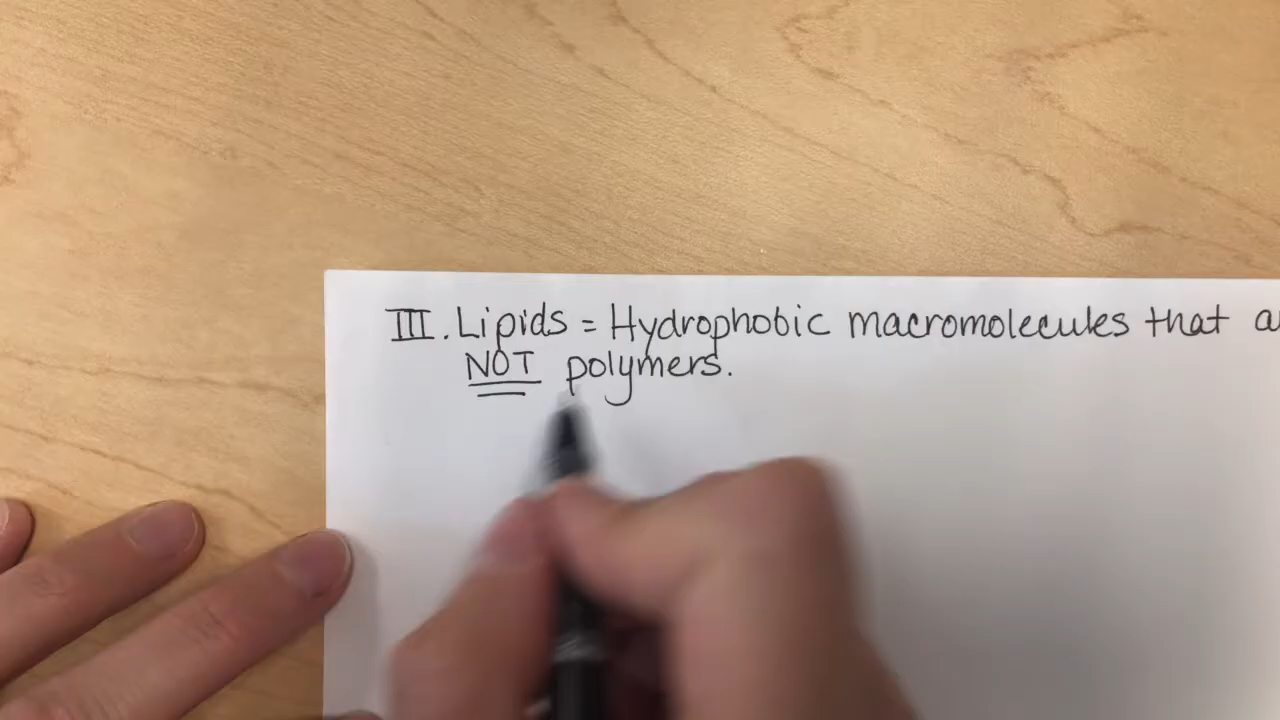 III. Lipids = Hydrophobic macromolecules that
NOT polymers.